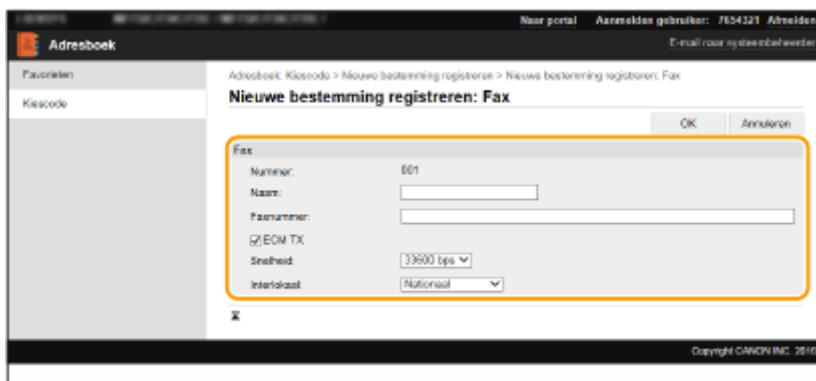 Naar portal Aanmelden gebruiker: 7654321 Afmelden
Adresboek E-mail naar systeembeheerder
Favorieten
Kiescode
Adresboek: Kiescode > Nieuwe bestemming registreren > Nieuwe bestemming registreren: Fax
Nieuwe bestemming registreren: Fax
OK Annuleren
Fax
Nummer: 001
Naam:
Faxnummer:
ECM TX
Snelheid: 33600 bps
Interlokaal: Nationaal
Copyright CANON INC. 2016